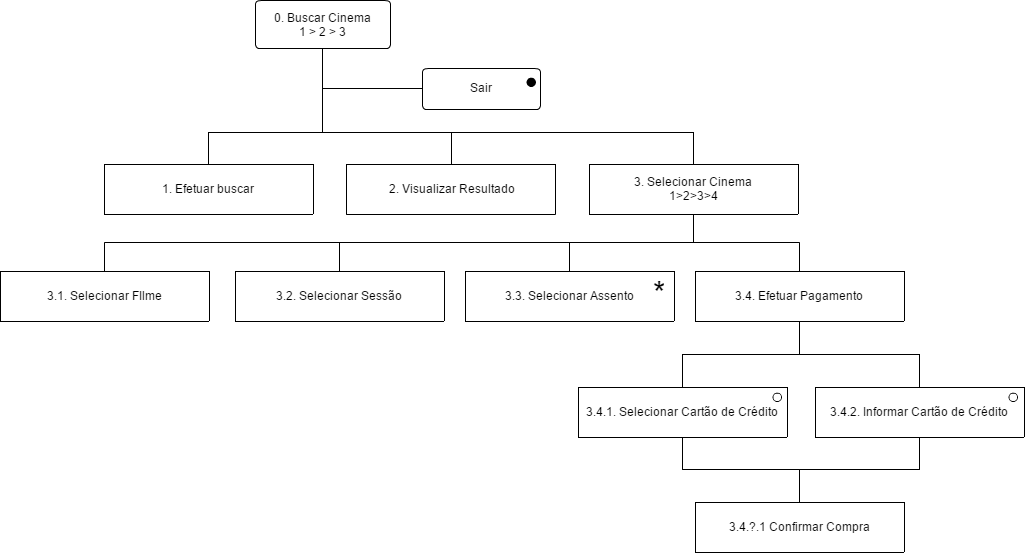 0. Buscar Cinema
1 > 2 > 3
Sair
1. Efetuar buscar
2. Visualizar Resultado
3. Selecionar Cinema
1>2>3>4
3.1. Selecionar FIlme
3.2. Selecionar Sessão
3.3. Selecionar Assento *
3.4. Efetuar Pagamento
3.4.1. Selecionar Cartão de Crédito
3.4.2. Informar Cartão de Crédito
3.4.?.1 Confirmar Compra